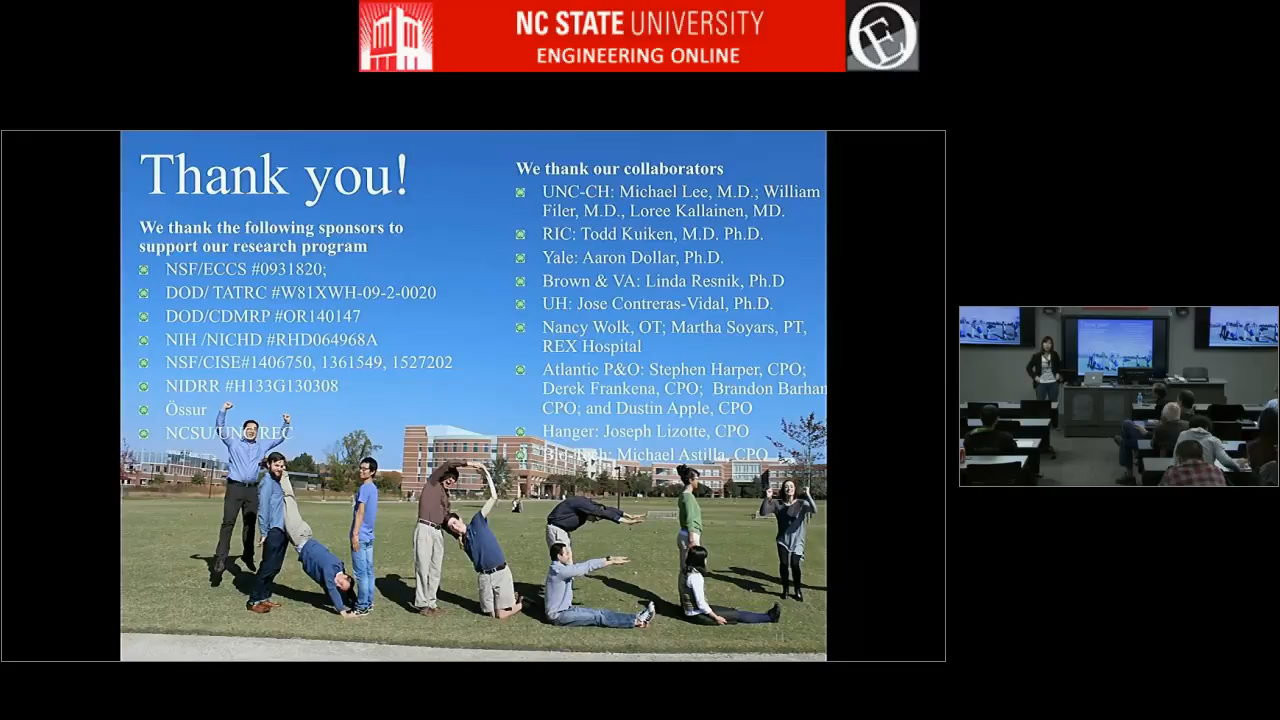 NC STATE UNIVERSITY
ENGINEERING ONLINE
Thank you!
We thank the following sponsors to
support our research program
NSF/ECCS #0931820;
DOD/ TATRC #W81XWH-09-2-0020
DOD/CDMRP #OR140147
NIH /NICHD #RHD064968A
NSF/CISE#1406750, 1361549, 1527202
NIDRR #H133G130308
Össur
NCSU/UNC/REC
We thank our collaborators
UNC-CH: Michael Lee, M.D.; William
Filer, M.D., Loree Kallainen, MD.
RIC: Todd Kuiken, M.D. Ph.D.
Yale: Aaron Dollar, Ph.D.
Brown & VA: Linda Resnik, Ph.D
UH: Jose Contreras-Vidal, Ph.D.
Nancy Wolk, OT; Martha Soyars, PT,
REX Hospital
Atlantic P&O: Stephen Harper, CPO;
Derek Frankena, CPO; Brandon Barhan
CPO; and Dustin Apple, CPO
Hanger: Joseph Lizotte, CPO
Bio-Tech: Michael Astilla, CPO